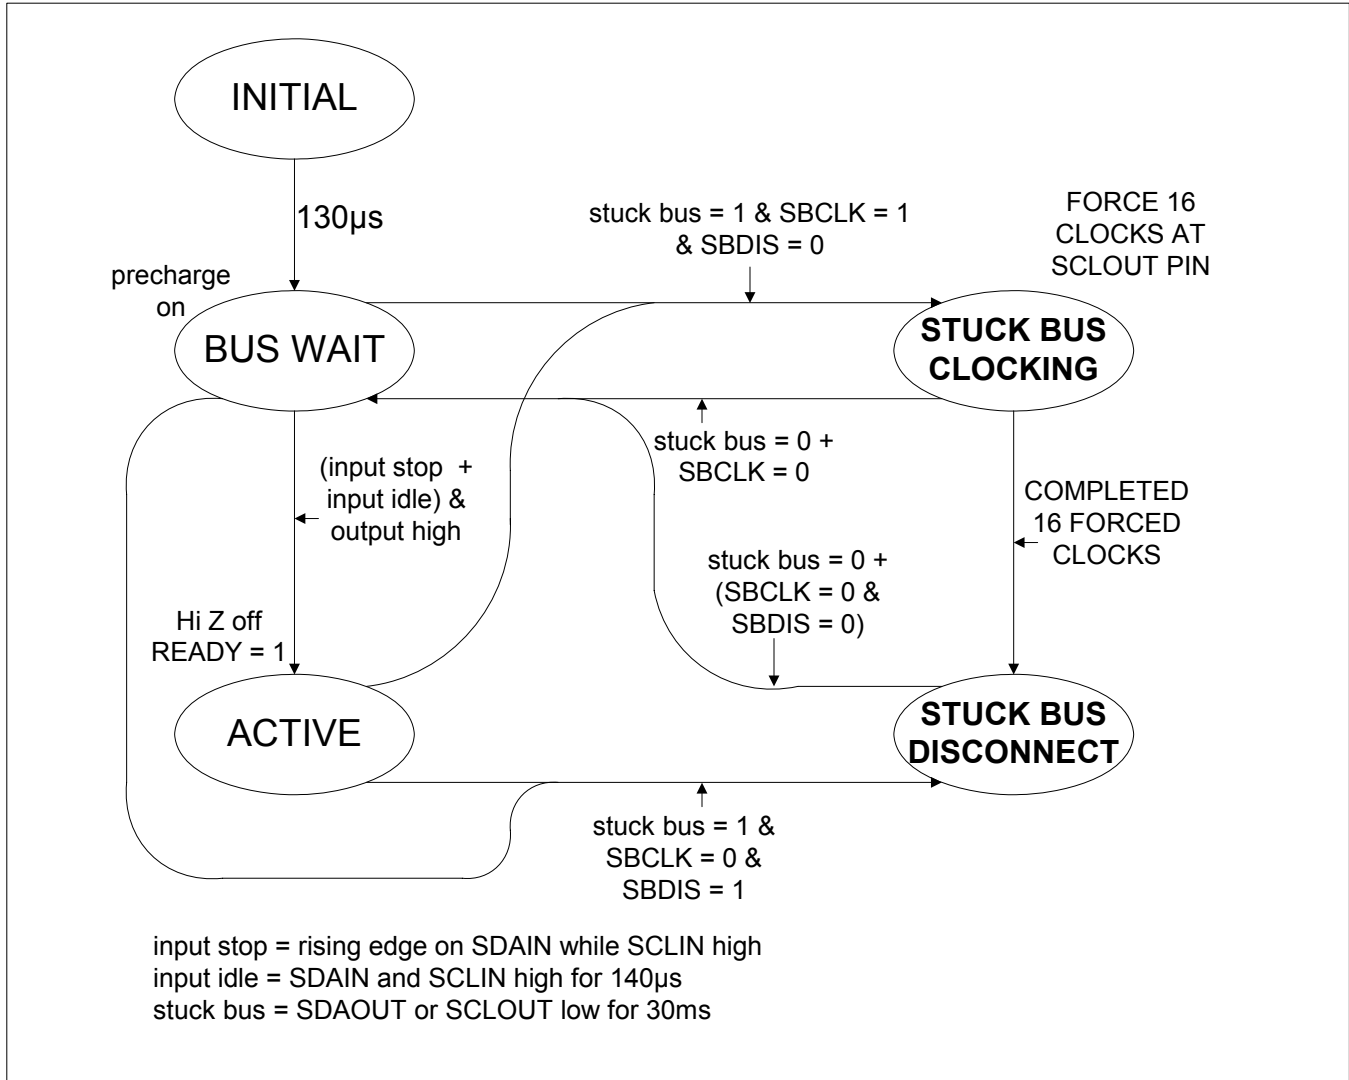 INITIAL
130µs
stuck bus = 1 & SBCLK = 1
& SBDIS = 0
FORCE 16
CLOCKS AT
SCLOUT PIN
precharge
on
BUS WAIT
STUCK BUS
CLOCKING
stuck bus = 0 +
SBCLK = 0
(input stop +
input idle) &
output high
COMPLETED
16 FORCED
CLOCKS
stuck bus = 0 +
(SBCLK = 0 &
SBDIS = 0)
Hi Z off
READY = 1
ACTIVE
STUCK BUS
DISCONNECT
stuck bus = 1 &
SBCLK = 0 &
SBDIS = 1
input stop = rising edge on SDAIN while SCLIN high
input idle = SDAIN and SCLIN high for 140µs
stuck bus = SDAOUT or SCLOUT low for 30ms